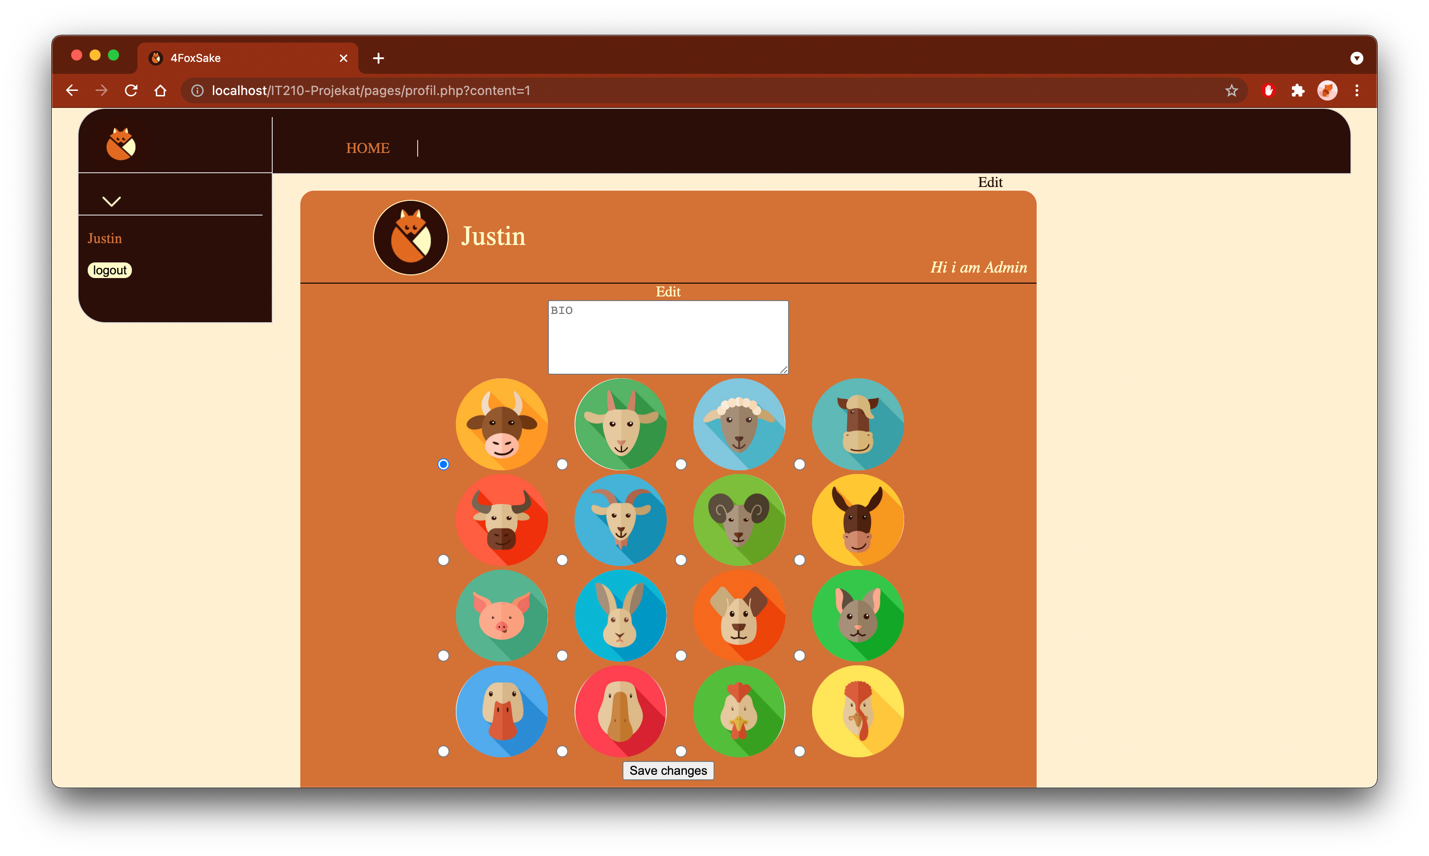 4FoxSake
localhost/IT210-Projekat/pages/profil.php?content=1
HOME
Edit
Justin
logout
Justin
Hi i am Admin
Edit
BIO
Save changes